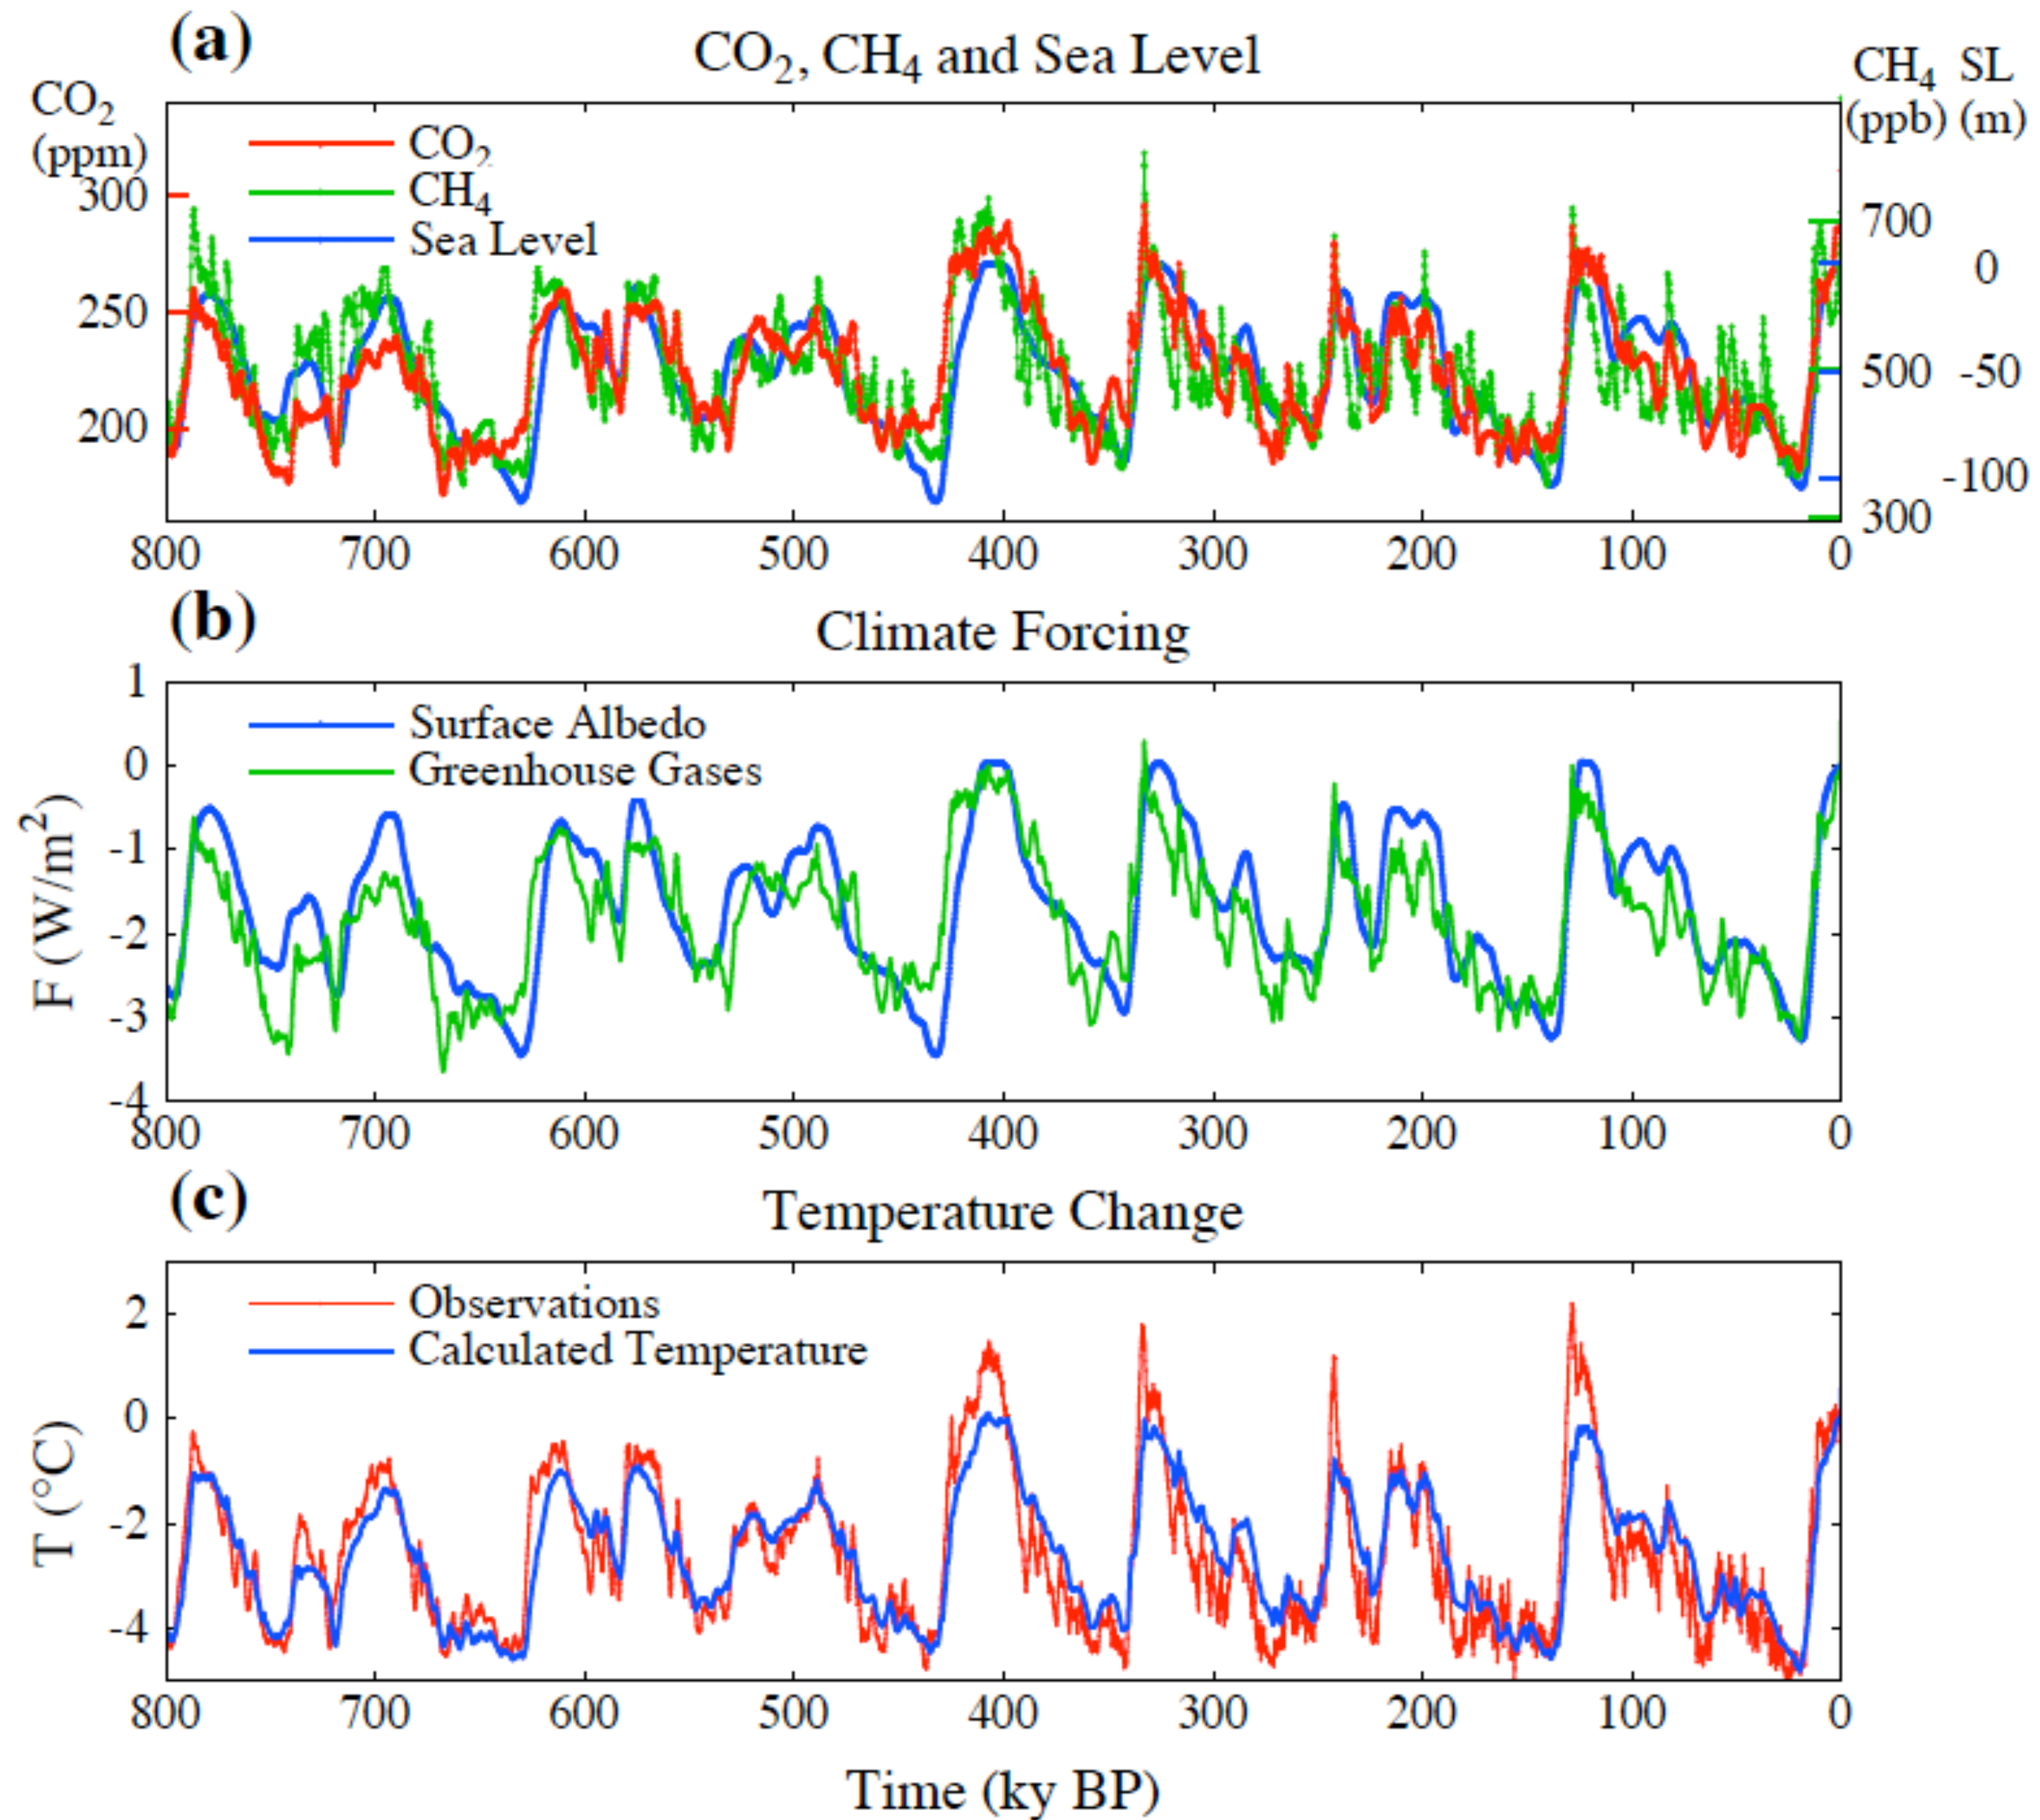 (a)
CO₂, CH₄ and Sea Level
CO₂
(ppm)
CH₄ SL
(ppb) (m)
CO₂
CH₄
Sea Level
300
250
200
700
500
300
0
-50
-100
800 700 600 500 400 300 200 100 0
(b)
Climate Forcing
Surface Albedo
Greenhouse Gases
F (W/m²)
1
0
-1
-2
-3
-4
800 700 600 500 400 300 200 100 0
(c)
Temperature Change
Observations
Calculated Temperature
T (°C)
2
0
-2
-4
800 700 600 500 400 300 200 100 0
Time (ky BP)